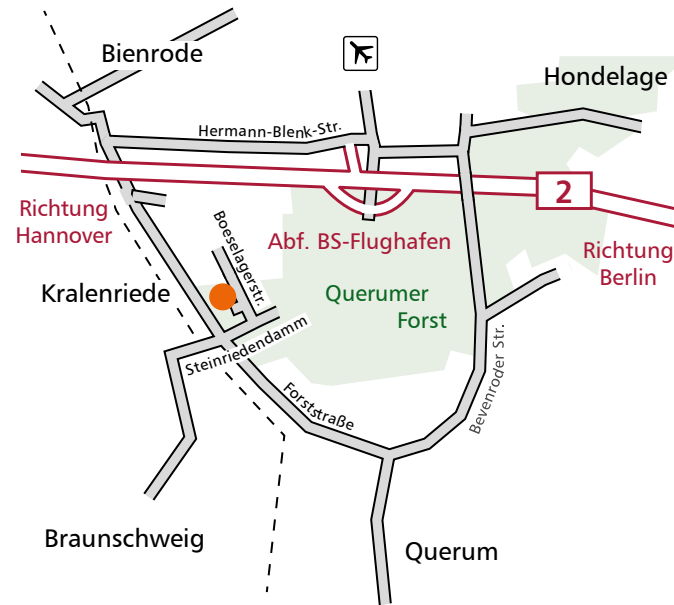 Bienrode
Hondelage
Hermann-Blenk-Str.
2
Richtung
Hannover
Boeselagerstr.
Abf. BS-Flughafen
Richtung
Berlin
Kralenriede
Querumer
Forst
Steinriedendamm
Bevenroder Str.
Forststraße
Braunschweig
Querum